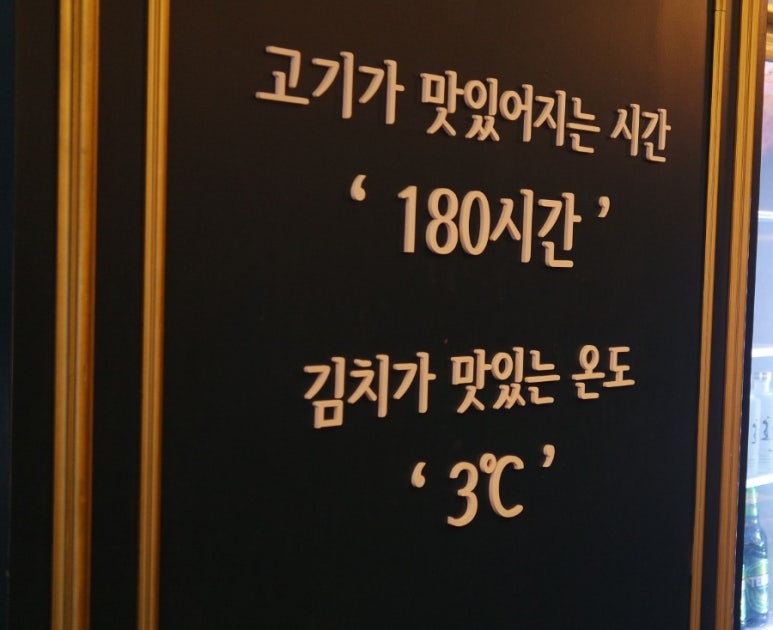 고기가 맛있어지는 시간
‘ 180시간 ’
김치가 맛있는 온도
‘ 3℃ ’